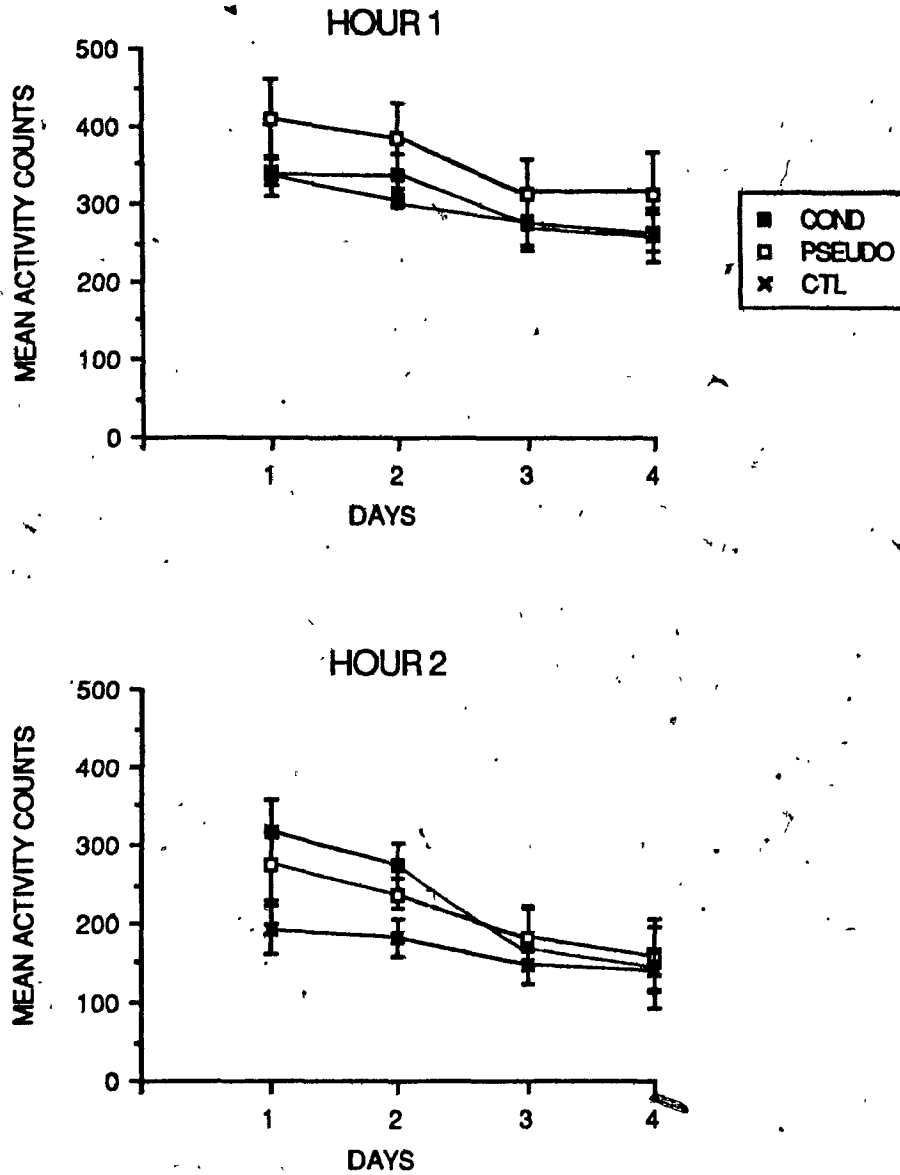 HOUR 1
500
400
300
200
100
0
MEAN ACTIVITY COUNTS
1 2 3 4
DAYS
COND
PSEUDO
CTL
HOUR 2
500
400
300
200
100
0
MEAN ACTIVITY COUNTS
1 2 3 4
DAYS